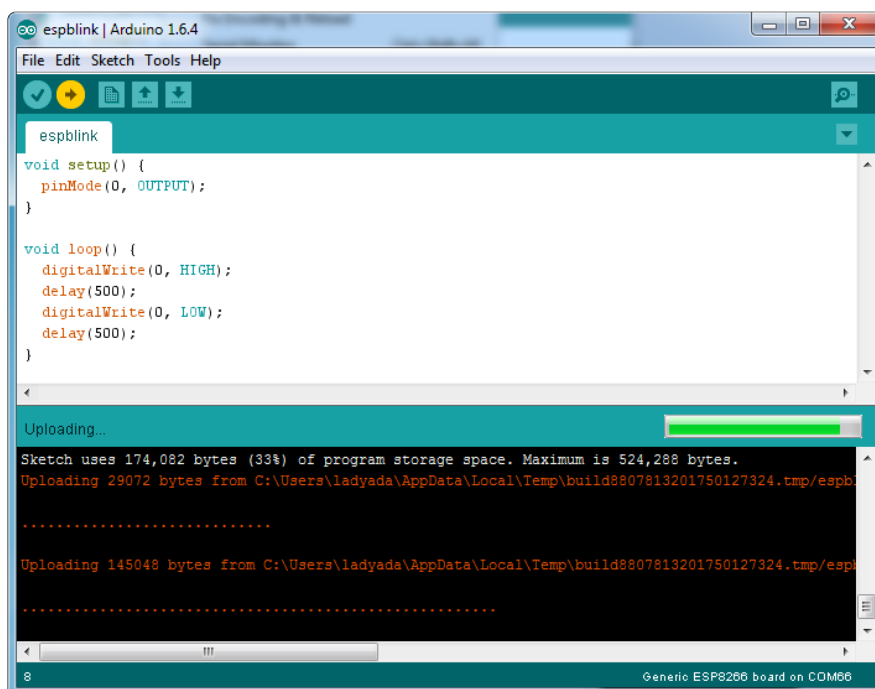 espblink | Arduino 1.6.4
File Edit Sketch Tools Help
espblink
void setup() {
  pinMode(0, OUTPUT);
}
void loop() {
  digitalWrite(0, HIGH);
  delay(500);
  digitalWrite(0, LOW);
  delay(500);
}
Uploading...
Sketch uses 174,082 bytes (33%) of program storage space. Maximum is 524,288 bytes.
Uploading 29072 bytes from C:\Users\ladyada\AppData\Local\Temp\build8807813201750127324.tmp/espbl
.............................
Uploading 145048 bytes from C:\Users\ladyada\AppData\Local\Temp\build8807813201750127324.tmp/espb
.......................................................
8
Generic ESP8266 board on COM66